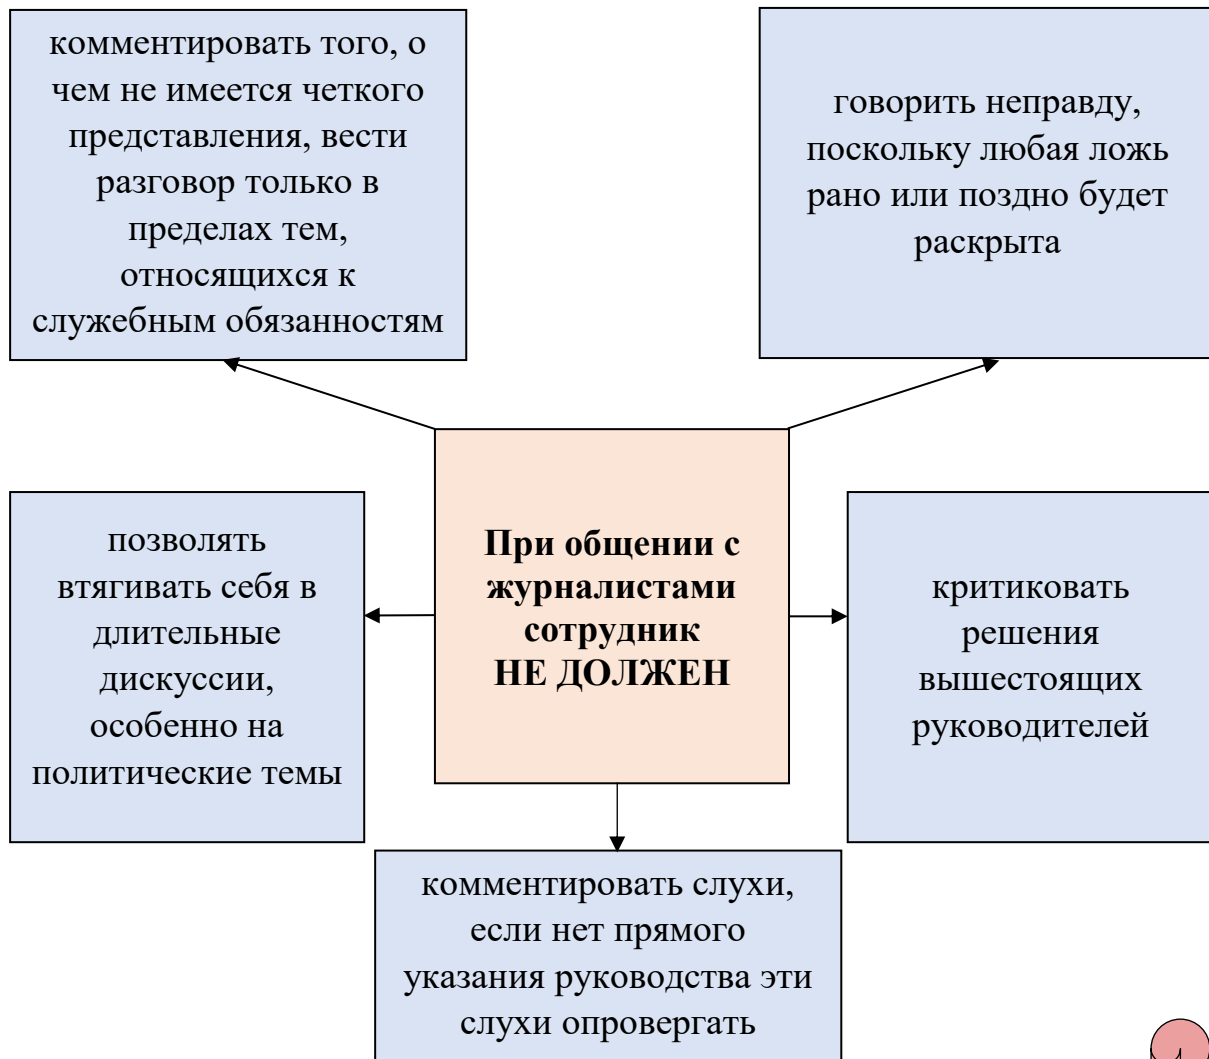 комментировать того, о
чем не имеется четкого
представления, вести
разговор только в
пределах тем,
относящихся к
служебным обязанностям
говорить неправду,
поскольку любая ложь
рано или поздно будет
раскрыта
При общении с
журналистами
сотрудник
НЕ ДОЛЖЕН
позволять
втягивать себя в
длительные
дискуссии,
особенно на
политические темы
критиковать
решения
вышестоящих
руководителей
комментировать слухи,
если нет прямого
указания руководства эти
слухи опровергать